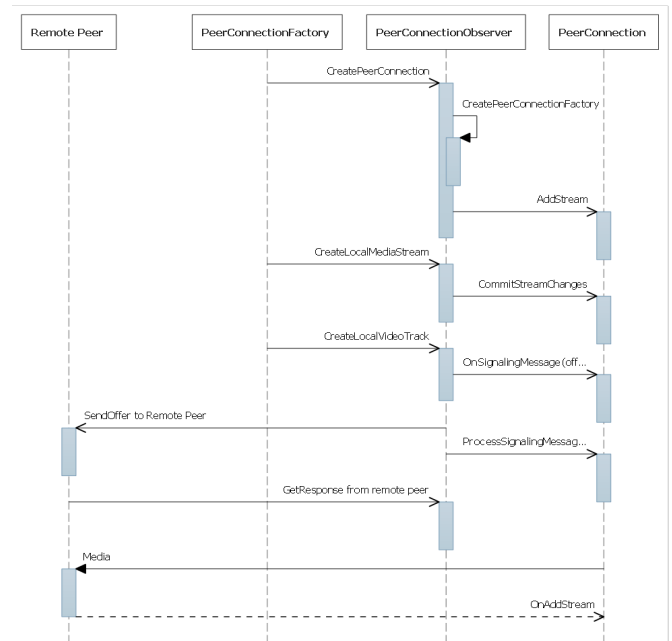 Remote Peer
PeerConnectionFactory
PeerConnectionObserver
PeerConnection
CreatePeerConnection
CreatePeerConnectionFactory
AddStream
CreateLocalMediaStream
CommitStreamChanges
CreateLocalVideoTrack
OnSignalingMessage (off...
SendOffer to Remote Peer
ProcessSignalingMessag...
GetResponse from remote peer
Media
OnAddStream